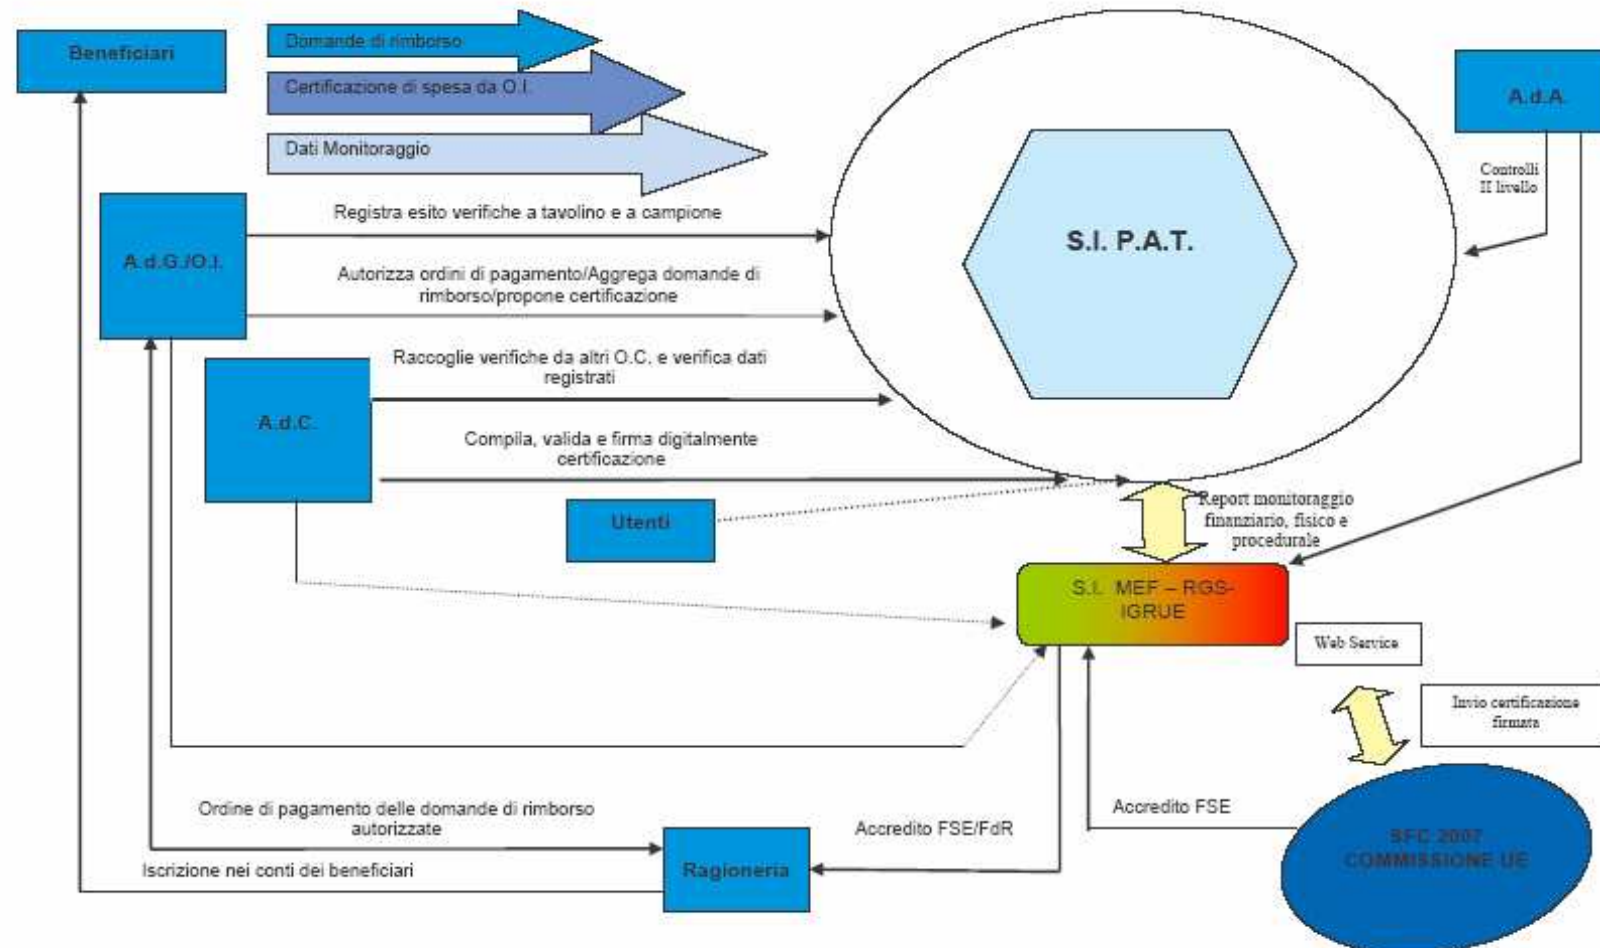 Beneficiari
Domande di rimborso
Certificazione di spesa da O.I.
Dati Monitoraggio
A.d.A.
Controlli
II livello
S.I. P.A.T.
Registra esito verifiche a tavolino e a campione
A.d.G./O.I.
Autorizza ordini di pagamento/Aggrega domande di
rimborso/propone certificazione
Raccoglie verifiche da altri O.C. e verifica dati
registrati
A.d.C.
Compila, valida e firma digitalmente
certificazione
Utenti
Report monitoraggio
finanziario, fisico e
procedurale
S.I. MEF – RGS-
IGRUE
Web Service
Invio certificazione
firmata
Ordine di pagamento delle domande di rimborso
autorizzate
Accredito FSE/FdR
Accredito FSE
SFC 2007
COMMISSIONE UE
Iscrizione nei conti dei beneficiari
Ragioneria